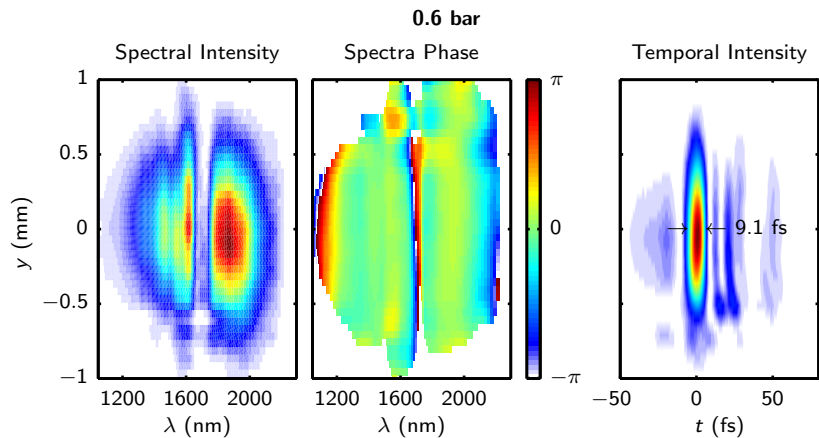 0.6 bar
Spectral Intensity
Spectra Phase
Temporal Intensity
1
0.5
0
−0.5
−1
y (mm)
1200 1600 2000
λ (nm)
1200 1600 2000
λ (nm)
π
0
−π
9.1 fs
−50 0 50
t (fs)